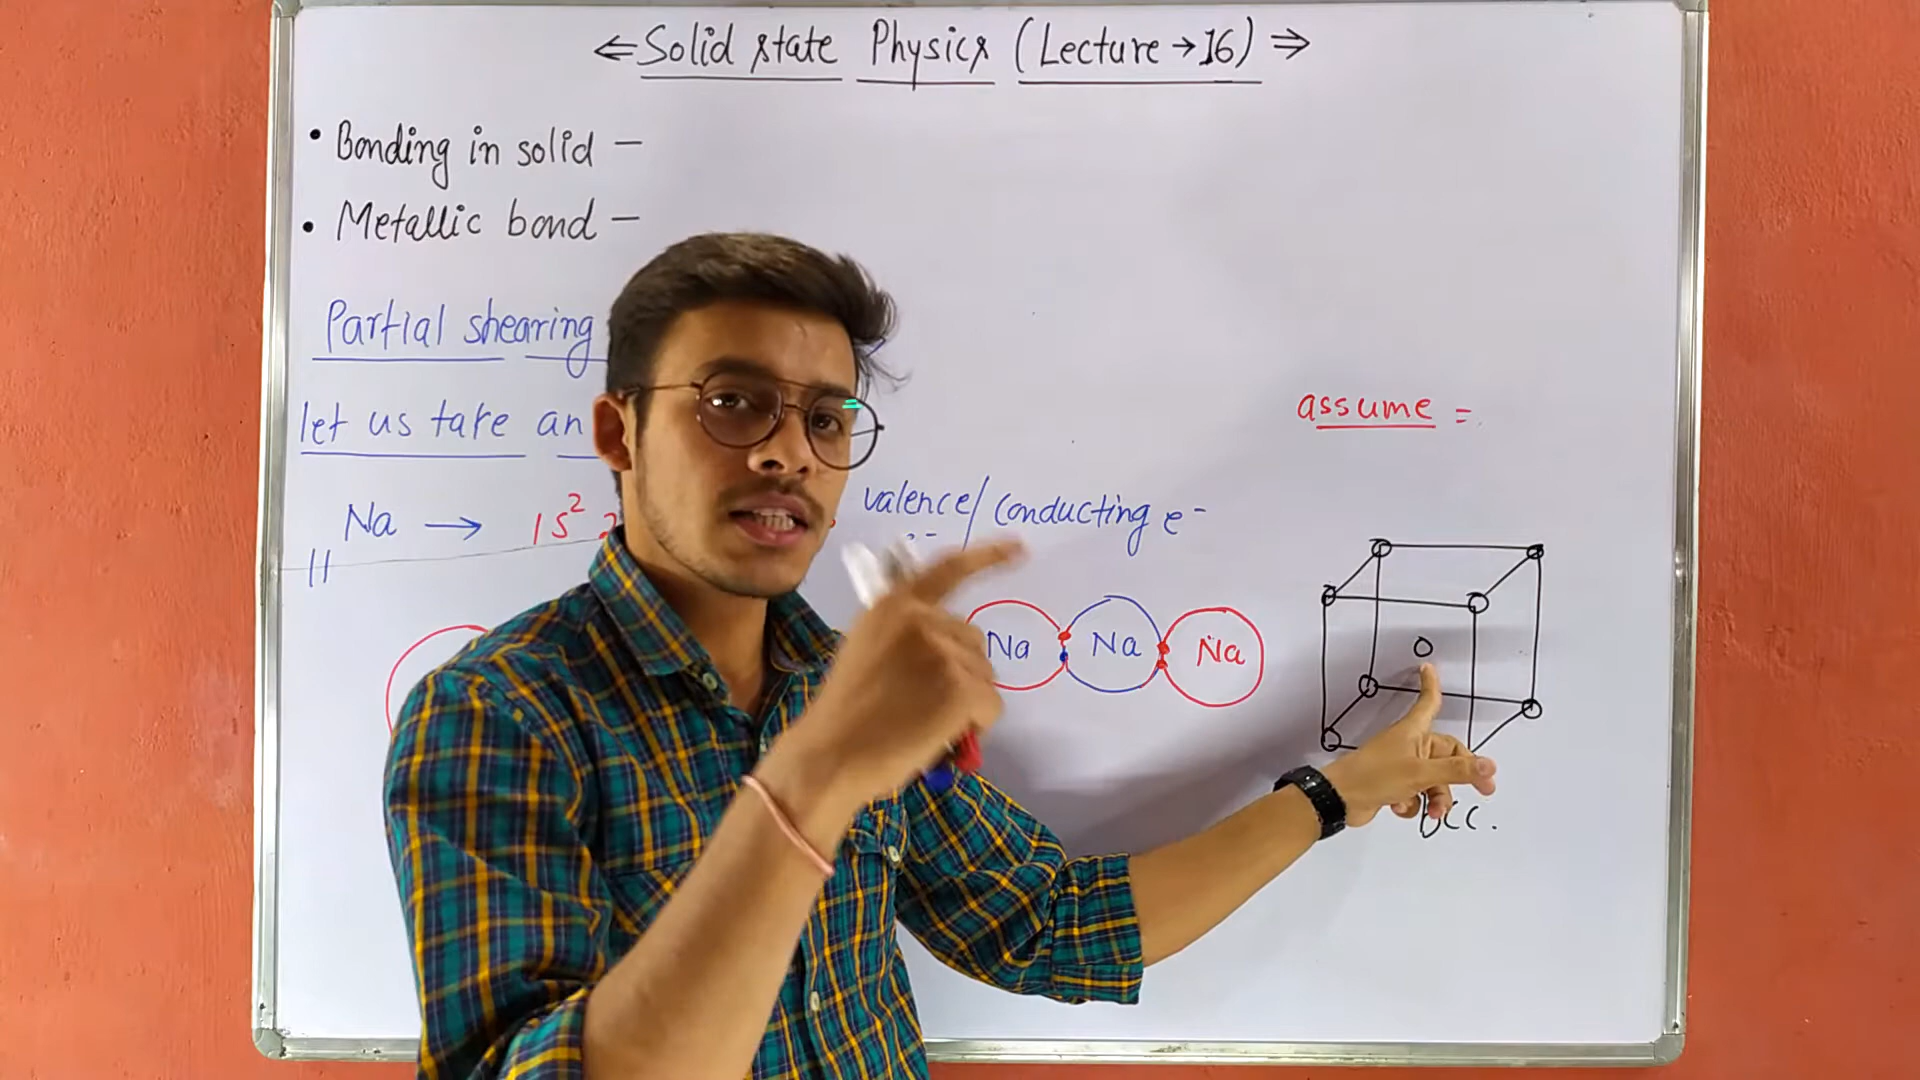 ⇐ Solid state Physics (Lecture → 16) ⇒
• Bonding in solid –
• Metallic bond –
Partial shearing
let us take an
assume =
Na → 1s²
valence/conducting e⁻
Na Na Na
bcc.